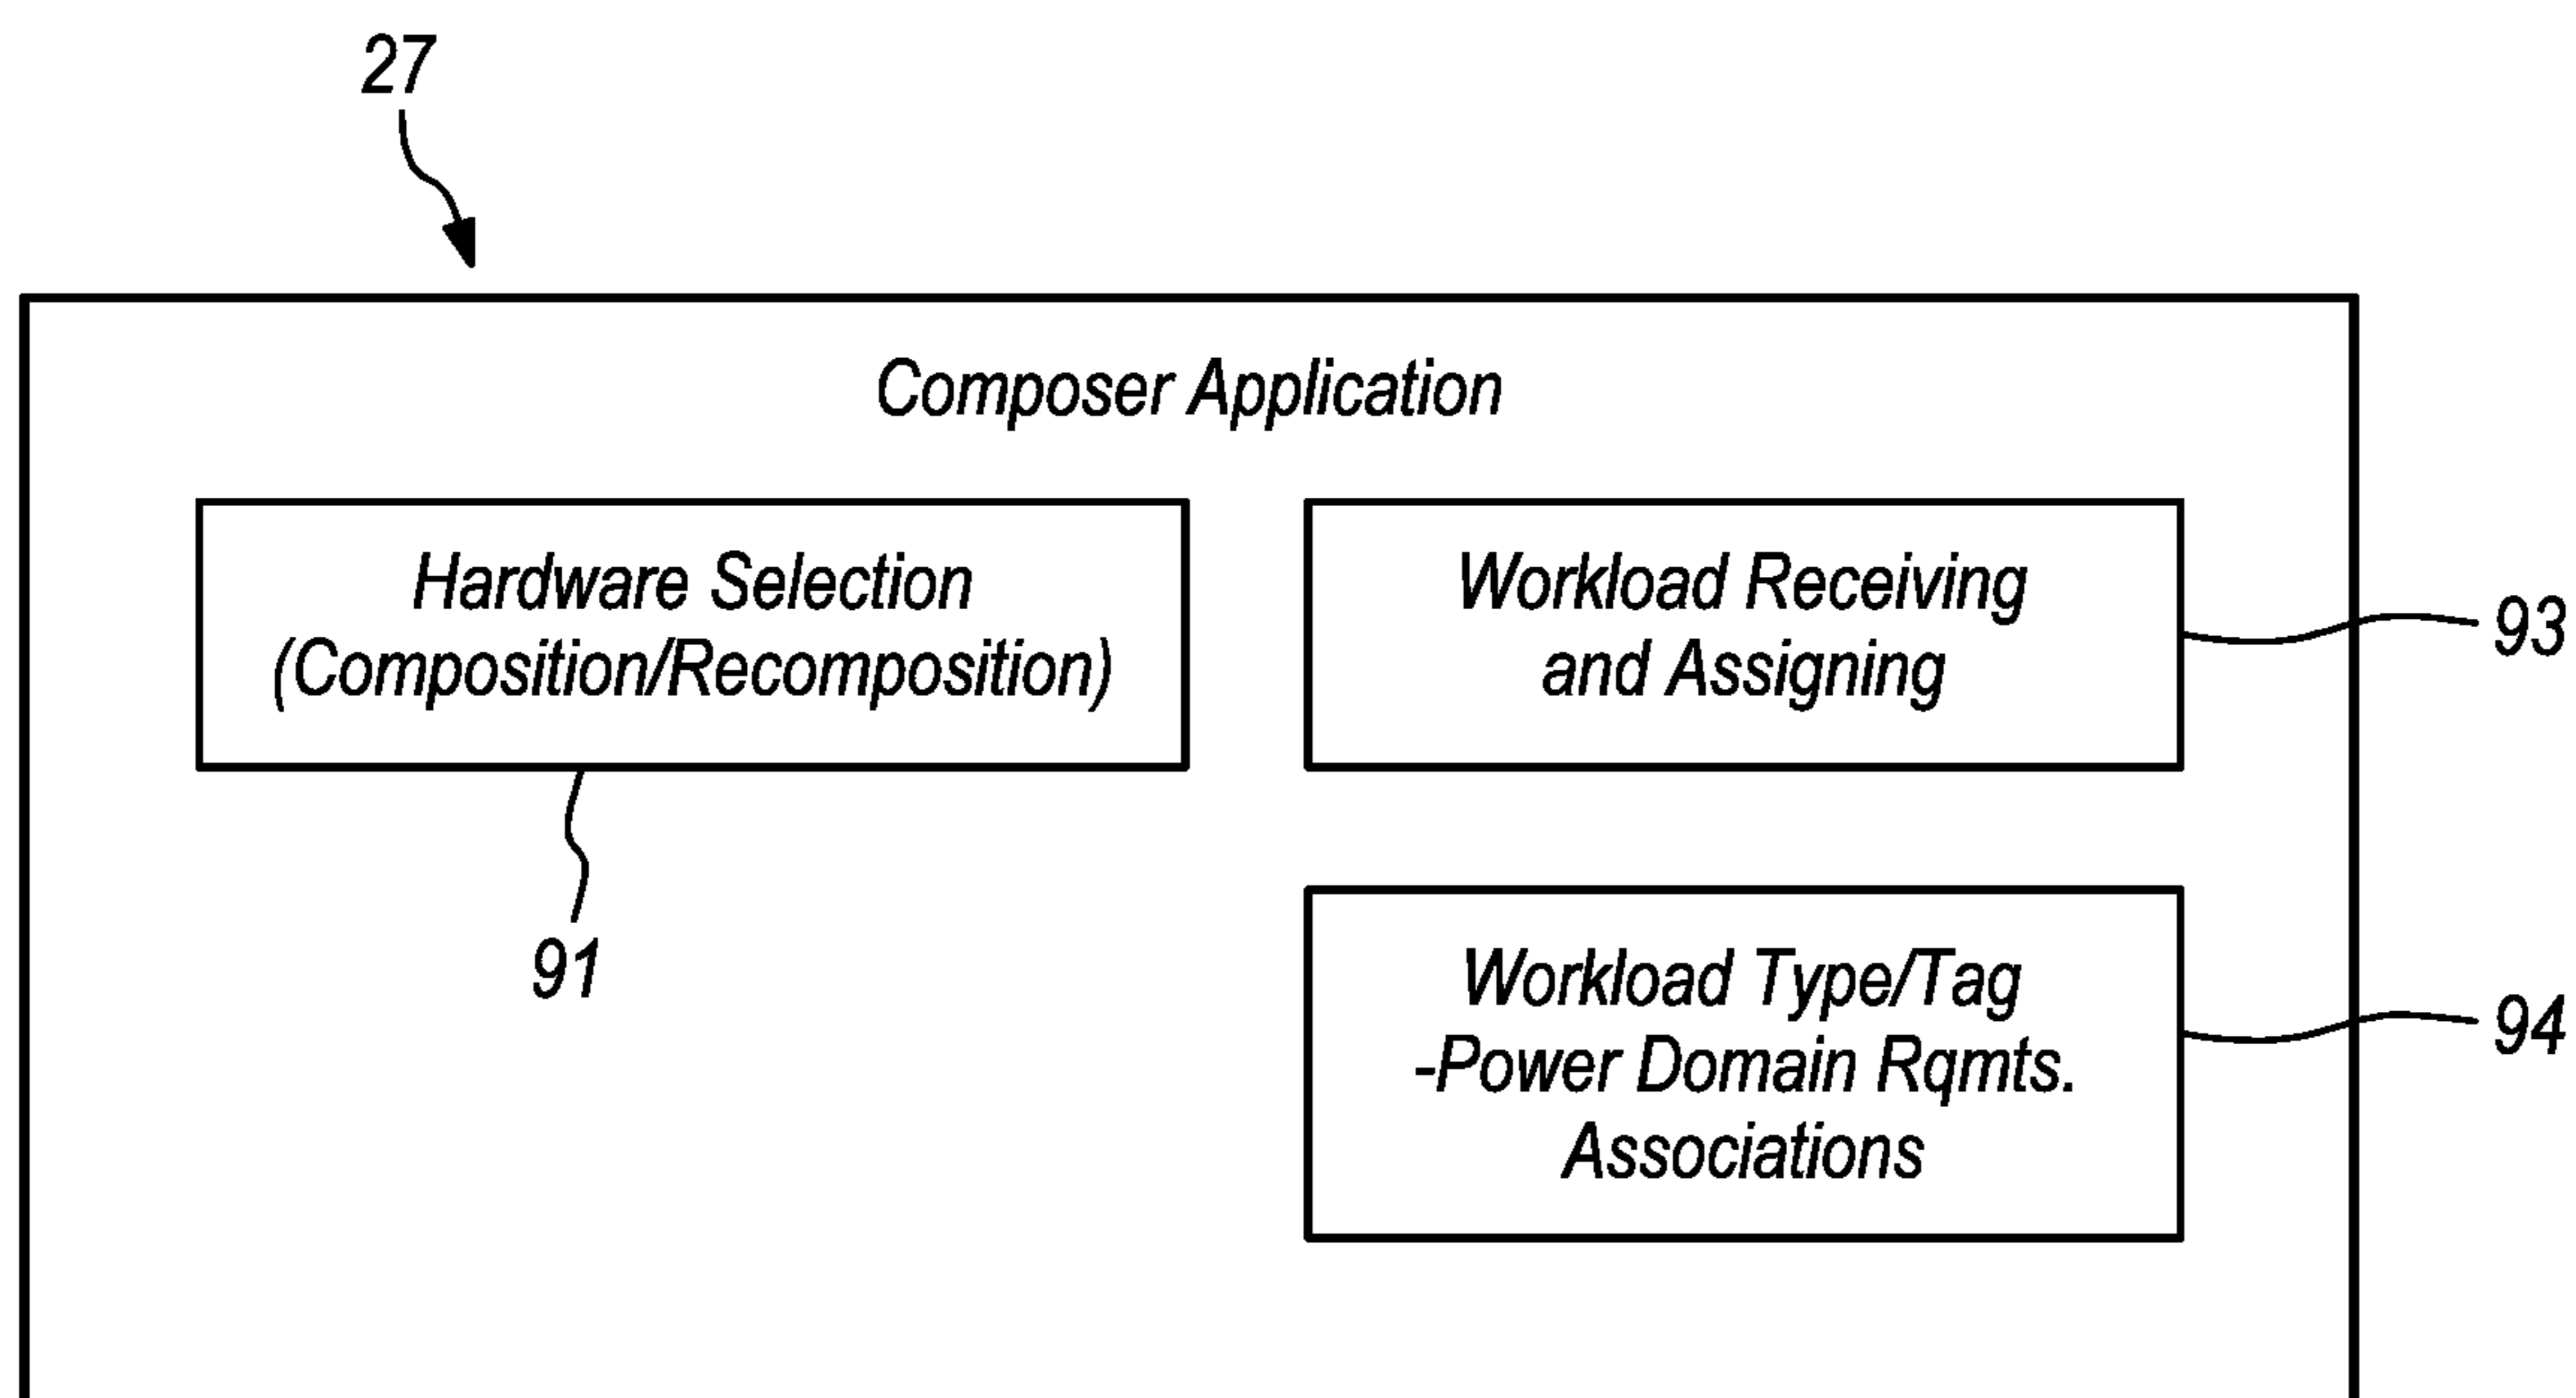 27
Composer Application
Hardware Selection
(Composition/Recomposition)
91
Workload Receiving
and Assigning
93
Workload Type/Tag
-Power Domain Rqmts.
Associations
94